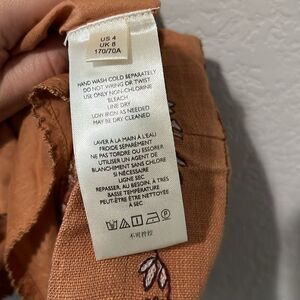 US 4
UK 8
170/70A
HAND WASH COLD SEPARATELY
DO NOT WRING OR TWIST
USE ONLY NON-CHLORINE
BLEACH
LINE DRY
LOW IRON AS NEEDED
MAY BE DRY CLEANED
LAVER À LA MAIN À L'EAU
FROIDE SÉPARÉMENT
NE PAS TORDRE OU ESSORER
UTILISER UN AGENT DE
BLANCHIMENT SANS CHLORE
SI NÉCESSAIRE
LIGNE SEC
REPASSER, AU BESOIN, À TRÈS
BASSE TEMPÉRATURE
PEUT-ÊTRE ÊTRE NETTOYÉE
À SEC
不可拧绞